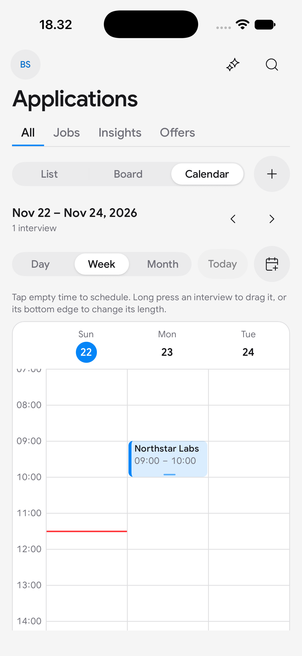 18.32
BS
Applications
All Jobs Insights Offers
List Board Calendar
Nov 22 – Nov 24, 2026
1 interview
Day Week Month Today
Tap empty time to schedule. Long press an interview to drag it, or
its bottom edge to change its length.
Sun Mon Tue
22 23 24
07:00
08:00
09:00
Northstar Labs
09:00 – 10:00
10:00
11:00
12:00
13:00
14:00